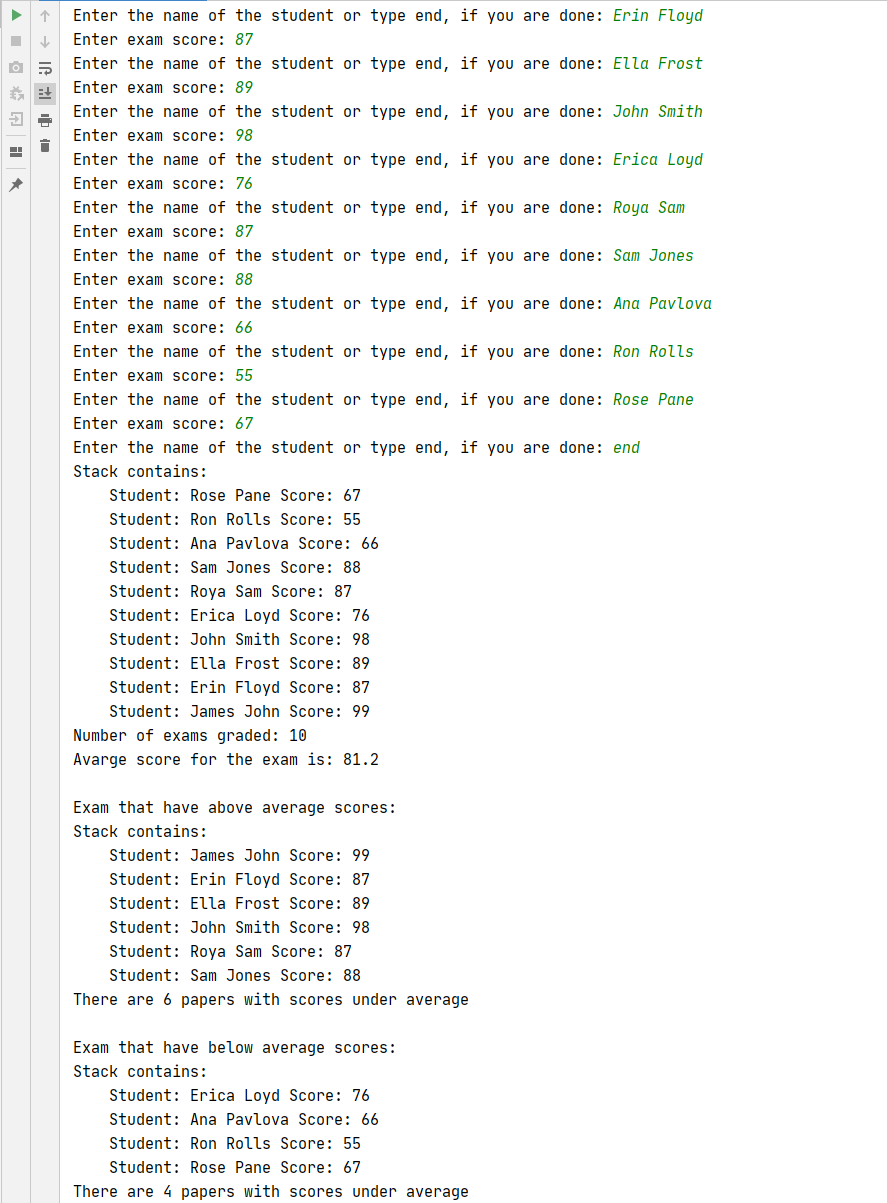 Enter the name of the student or type end, if you are done: Erin Floyd
Enter exam score: 87
Enter the name of the student or type end, if you are done: Ella Frost
Enter exam score: 89
Enter the name of the student or type end, if you are done: John Smith
Enter exam score: 98
Enter the name of the student or type end, if you are done: Erica Loyd
Enter exam score: 76
Enter the name of the student or type end, if you are done: Roya Sam
Enter exam score: 87
Enter the name of the student or type end, if you are done: Sam Jones
Enter exam score: 88
Enter the name of the student or type end, if you are done: Ana Pavlova
Enter exam score: 66
Enter the name of the student or type end, if you are done: Ron Rolls
Enter exam score: 55
Enter the name of the student or type end, if you are done: Rose Pane
Enter exam score: 67
Enter the name of the student or type end, if you are done: end
Stack contains:
    Student: Rose Pane Score: 67
    Student: Ron Rolls Score: 55
    Student: Ana Pavlova Score: 66
    Student: Sam Jones Score: 88
    Student: Roya Sam Score: 87
    Student: Erica Loyd Score: 76
    Student: John Smith Score: 98
    Student: Ella Frost Score: 89
    Student: Erin Floyd Score: 87
    Student: James John Score: 99
Number of exams graded: 10
Avarge score for the exam is: 81.2

Exam that have above average scores:
Stack contains:
    Student: James John Score: 99
    Student: Erin Floyd Score: 87
    Student: Ella Frost Score: 89
    Student: John Smith Score: 98
    Student: Roya Sam Score: 87
    Student: Sam Jones Score: 88
There are 6 papers with scores under average

Exam that have below average scores:
Stack contains:
    Student: Erica Loyd Score: 76
    Student: Ana Pavlova Score: 66
    Student: Ron Rolls Score: 55
    Student: Rose Pane Score: 67
There are 4 papers with scores under average